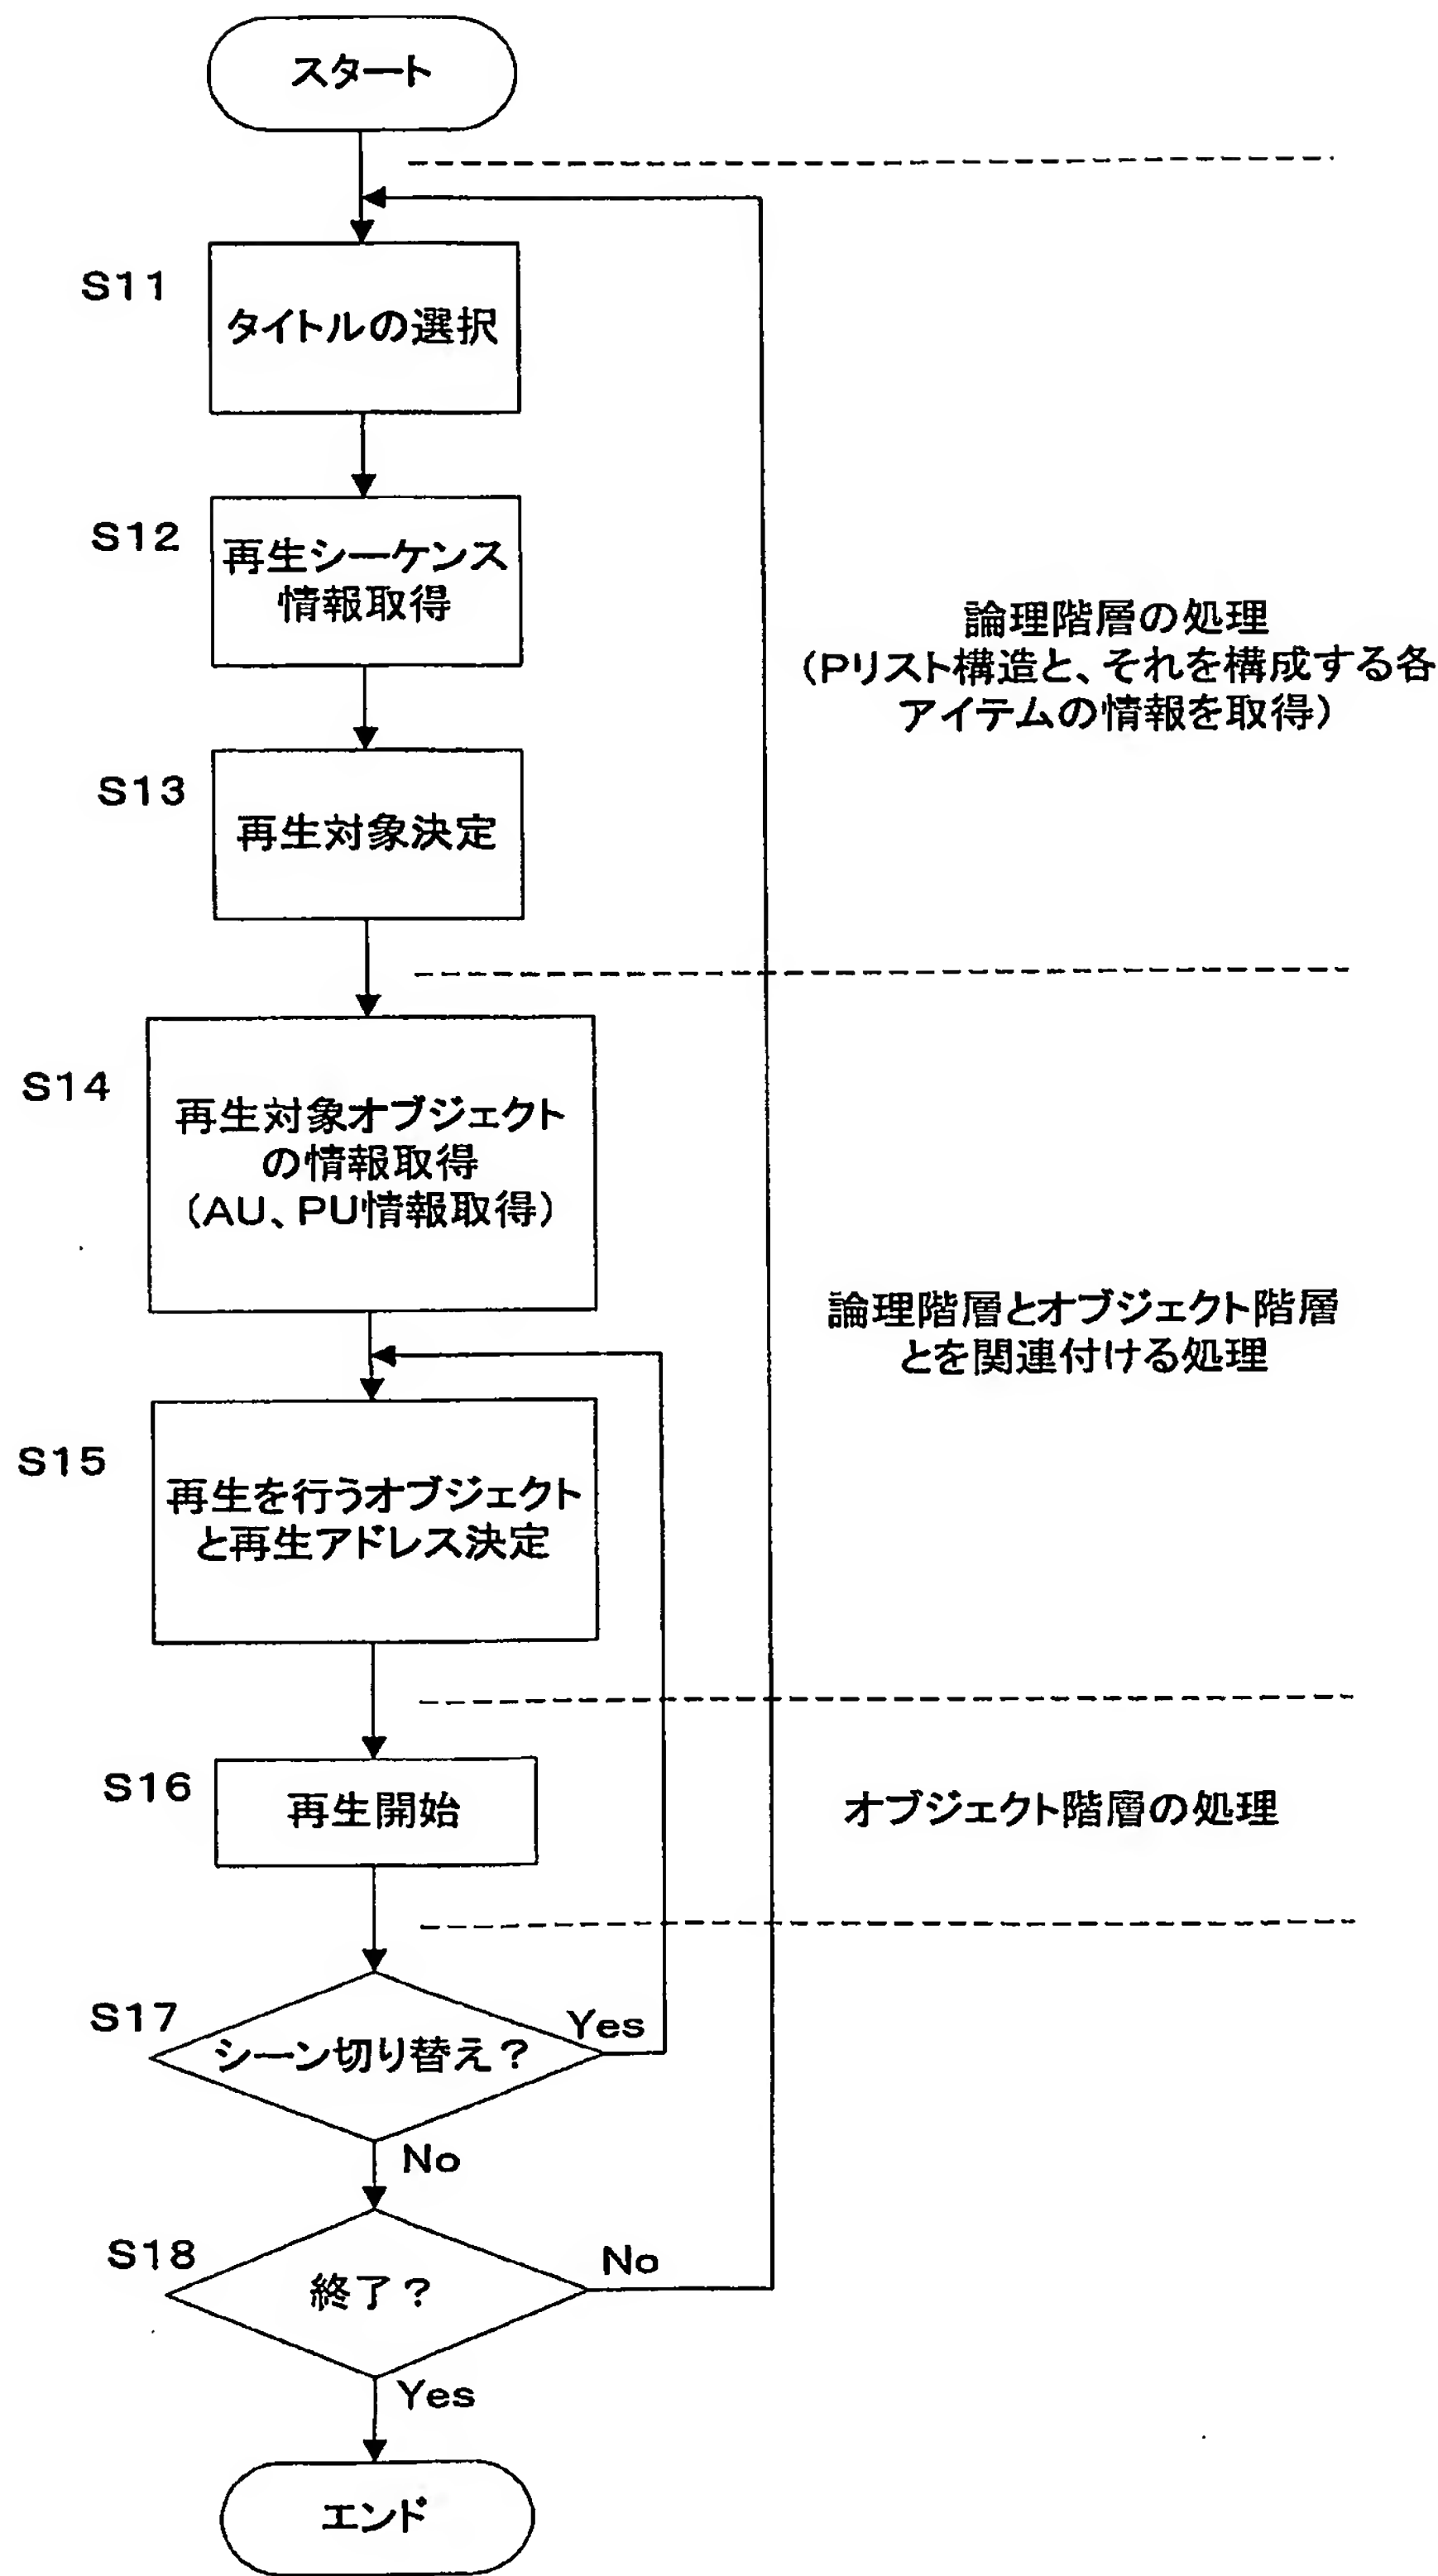 スタート
S11
タイトルの選択
S12
再生シーケンス
情報取得
論理階層の処理
(Pリスト構造と、それを構成する各
アイテムの情報を取得)
S13
再生対象決定
S14
再生対象オブジェクト
の情報取得
(AU、PU情報取得)
論理階層とオブジェクト階層
とを関連付ける処理
S15
再生を行うオブジェクト
と再生アドレス決定
S16
再生開始
オブジェクト階層の処理
S17
シーン切り替え?
Yes
No
S18
終了?
No
Yes
エンド